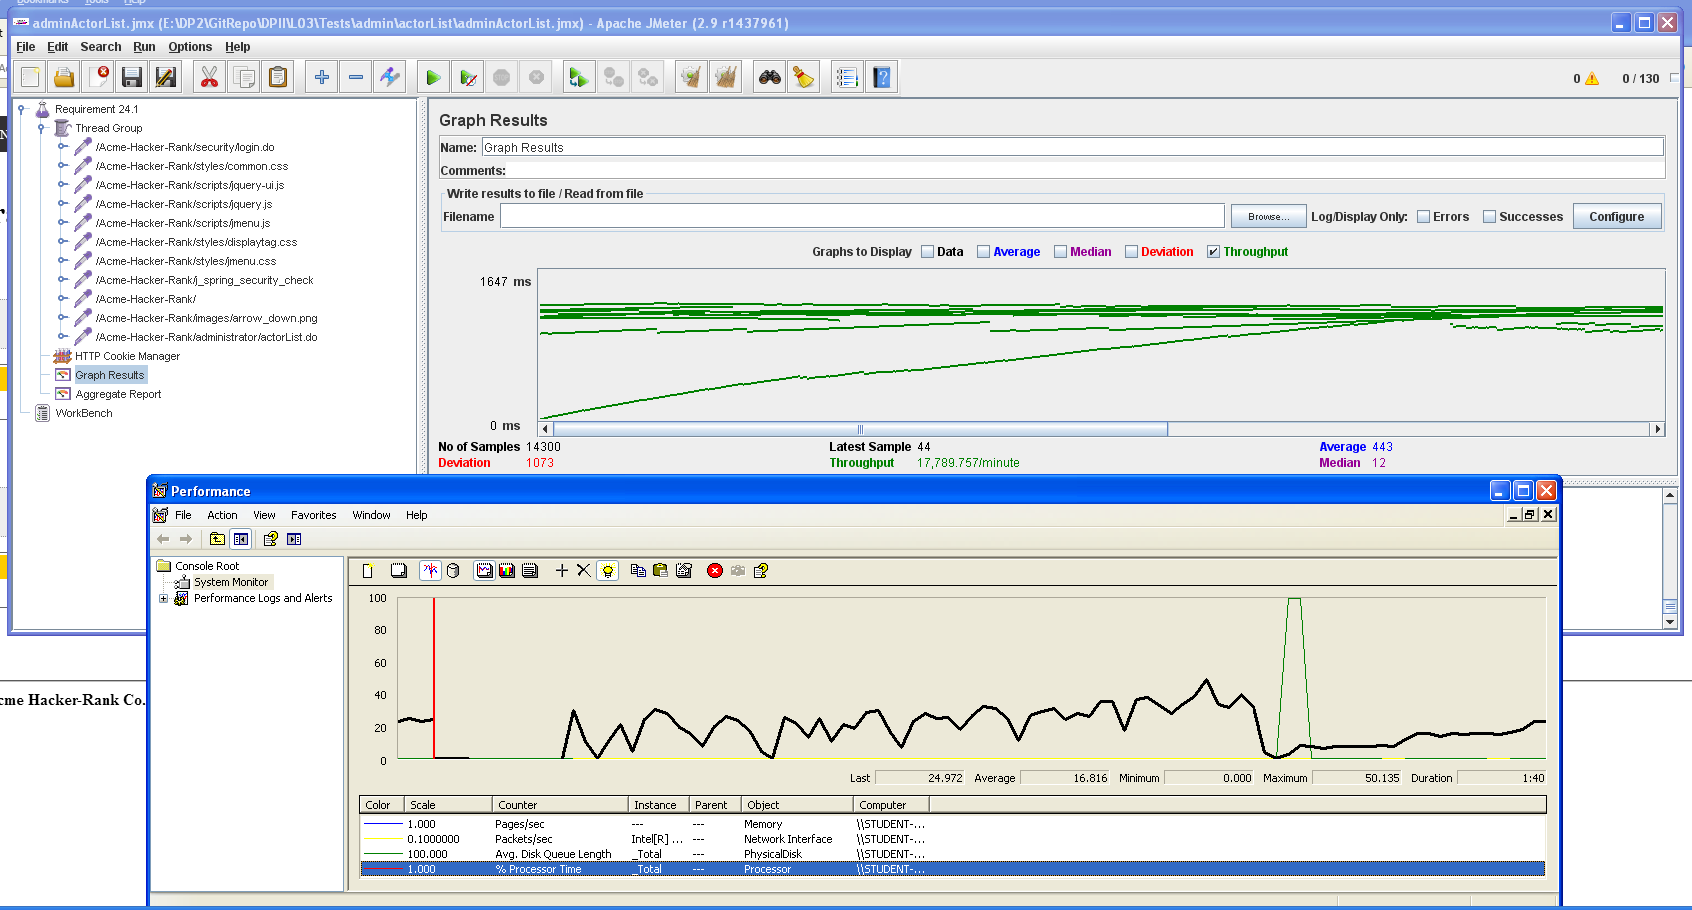 adminActorList.jmx (E:\DP2\GitRepo\DPII\L03\Tests\admin\actorList\adminActorList.jmx) - Apache JMeter (2.9 r1437961)
File Edit Search Run Options Help
0 0 / 130
Requirement 24.1
Thread Group
/Acme-Hacker-Rank/security/login.do
/Acme-Hacker-Rank/styles/common.css
/Acme-Hacker-Rank/scripts/jquery-ui.js
/Acme-Hacker-Rank/scripts/jquery.js
/Acme-Hacker-Rank/scripts/jmenu.js
/Acme-Hacker-Rank/styles/displaytag.css
/Acme-Hacker-Rank/styles/jmenu.css
/Acme-Hacker-Rank/j_spring_security_check
/Acme-Hacker-Rank/
/Acme-Hacker-Rank/images/arrow_down.png
/Acme-Hacker-Rank/administrator/actorList.do
HTTP Cookie Manager
Graph Results
Aggregate Report
WorkBench
Graph Results
Name: Graph Results
Comments:
Write results to file / Read from file
Filename Browse... Log/Display Only: Errors Successes Configure
Graphs to Display Data Average Median Deviation Throughput
1647 ms
0 ms
No of Samples 14300 Latest Sample 44 Average 443
Deviation 1073 Throughput 17,789.757/minute Median 12
Performance
File Action View Favorites Window Help
Console Root
System Monitor
Performance Logs and Alerts
100
80
60
40
20
0
Last 24.972 Average 16.816 Minimum 0.000 Maximum 50.135 Duration 1:40
Color Scale Counter Instance Parent Object Computer
1.000 Pages/sec --- --- Memory \\STUDENT-...
0.1000000 Packets/sec Intel[R] ... --- Network Interface \\STUDENT-...
100.000 Avg. Disk Queue Length _Total --- PhysicalDisk \\STUDENT-...
1.000 % Processor Time _Total --- Processor \\STUDENT-...
cme Hacker-Rank Co.